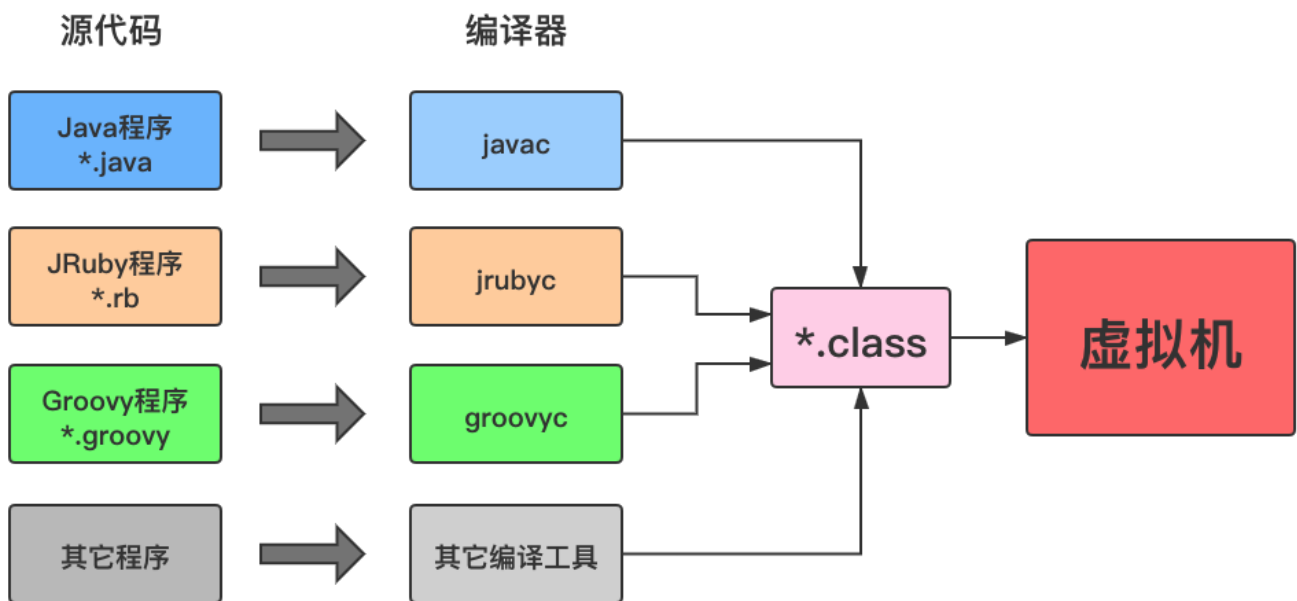 源代码
编译器
Java程序
*.java
javac
JRuby程序
*.rb
jrubyc
*.class
虚拟机
Groovy程序
*.groovy
groovyc
其它程序
其它编译工具